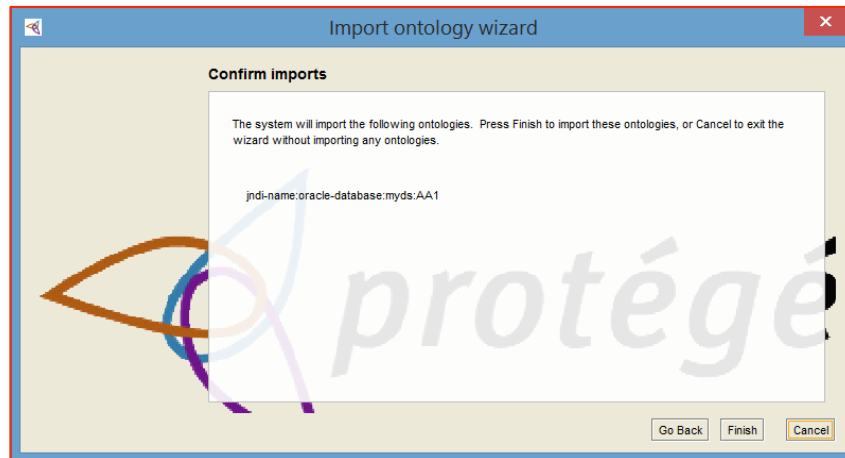 Import ontology wizard
Confirm imports
The system will import the following ontologies. Press Finish to import these ontologies, or Cancel to exit the
wizard without importing any ontologies.
jndi-name:oracle-database:myds:AA1
protégé
Go Back Finish Cancel